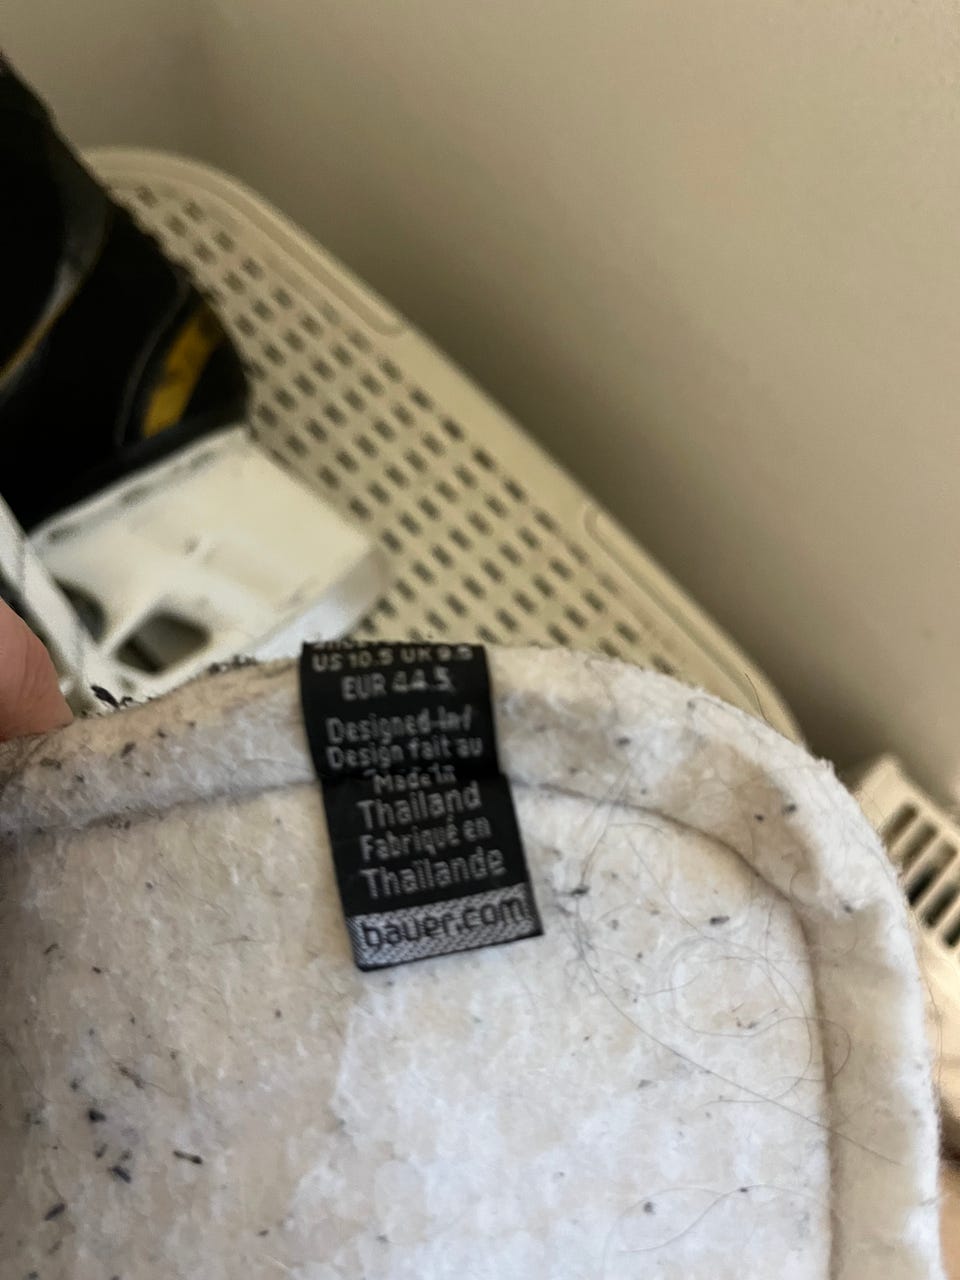 US 10.5 UK 9.5
EUR 44.5
Designed in/
Design fait au
Made in
Thailand
Fabriqué en
Thaïlande
bauer.com